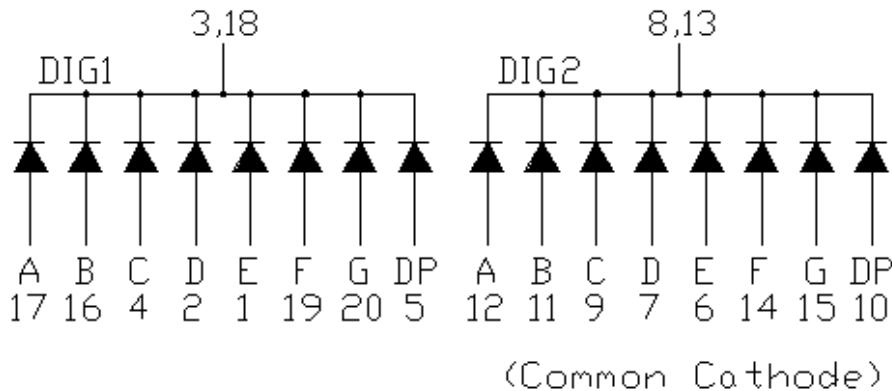 3,18 8,13
DIG1 DIG2
A B C D E F G DP A B C D E F G DP
17 16 4 2 1 19 20 5 12 11 9 7 6 14 15 10
(Common Cathode)